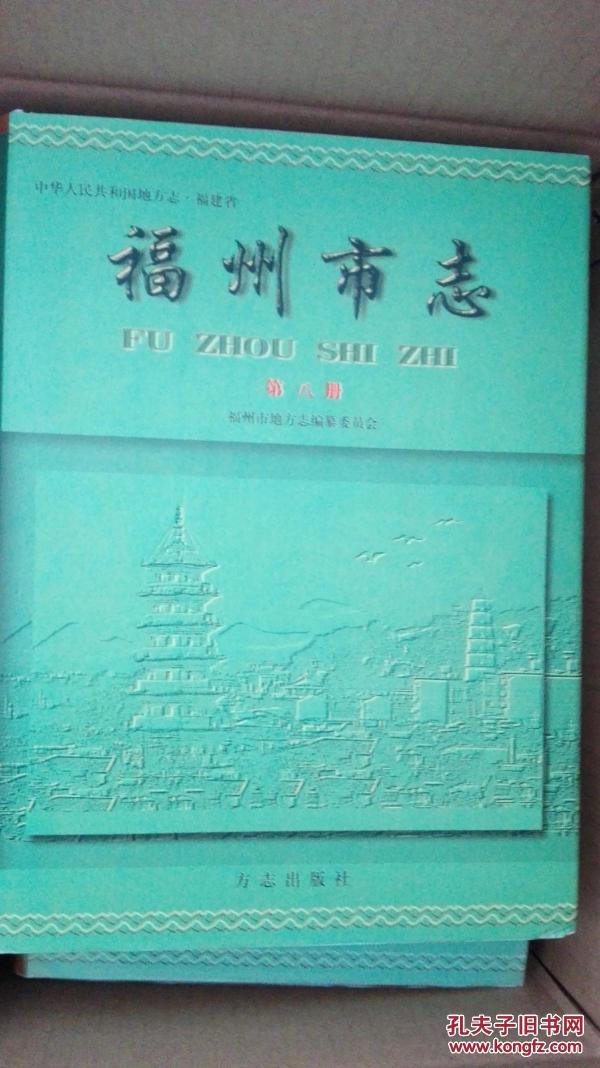 中华人民共和国地方志·福建省
福州市志
FU ZHOU SHI ZHI
第八册
福州市地方志编纂委员会
方志出版社
孔夫子旧书网
www.kongfz.com